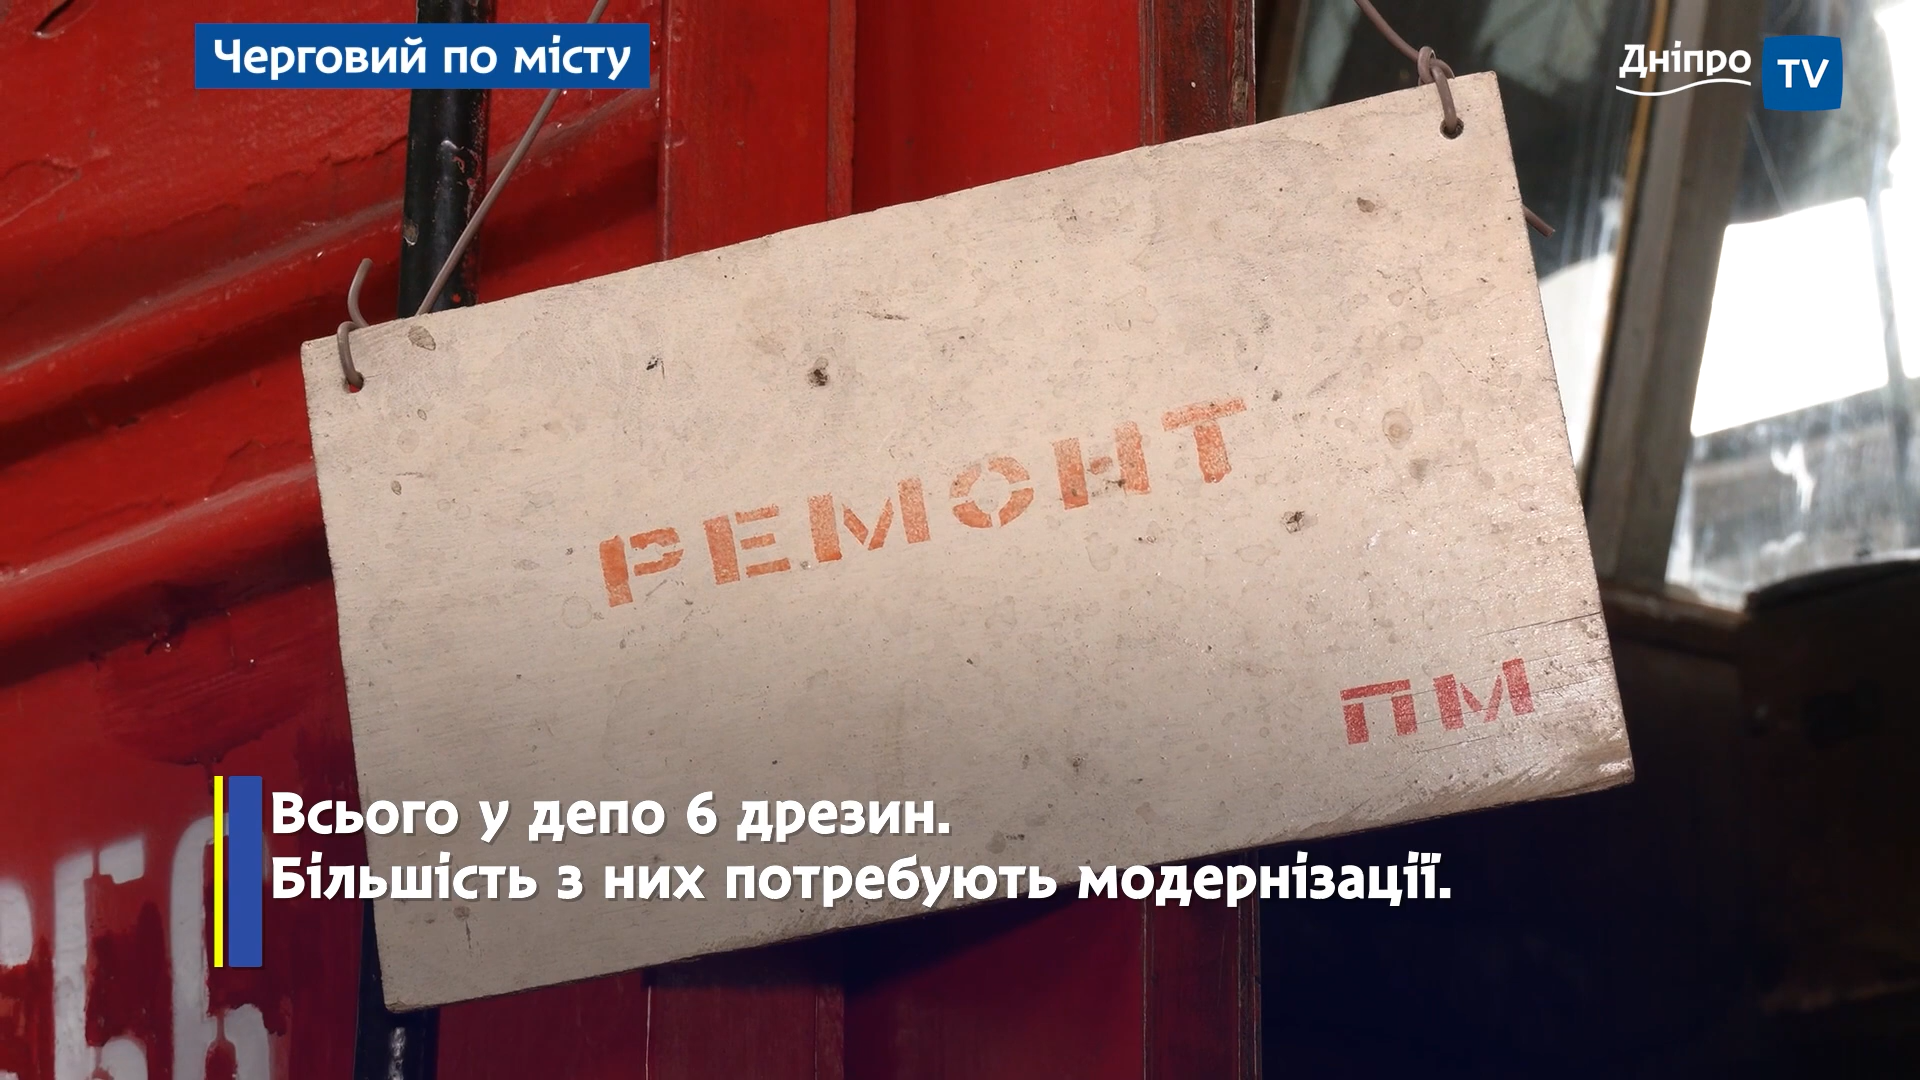 Черговий по місту
Дніпро TV
РЕМОНТ
ПМ
Всього у депо 6 дрезин.
Більшість з них потребують модернізації.